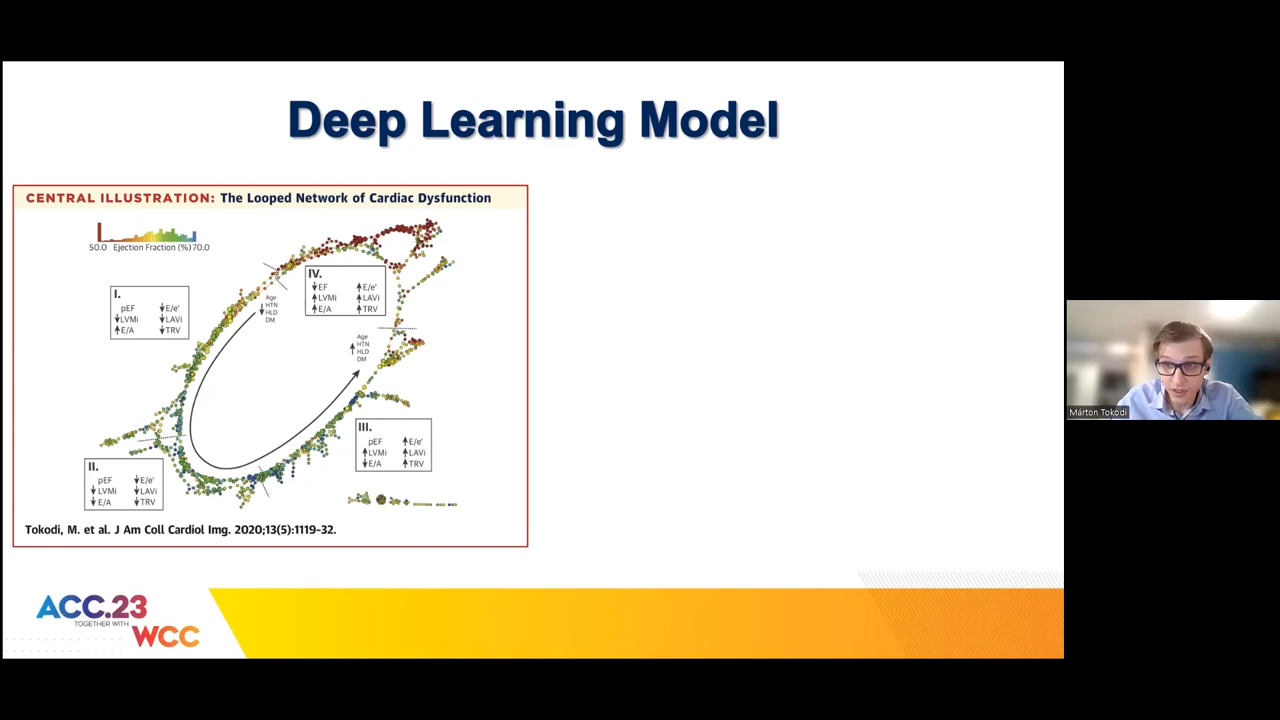 Deep Learning Model
CENTRAL ILLUSTRATION: The Looped Network of Cardiac Dysfunction
50.0 Ejection Fraction (%) 70.0
I.
pEF ↓E/e'
↓LVMi ↓LAVi
↑E/A ↓TRV
Age
HTN
↓ HLD
DM
IV.
↓EF ↑E/e'
↑LVMi ↑LAVi
↑E/A ↑TRV
Age
HTN
↑ HLD
DM
II.
pEF ↓E/e'
↓LVMi ↓LAVi
↓E/A ↓TRV
III.
pEF ↑E/e'
↑LVMi ↑LAVi
↓E/A ↑TRV
Tokodi, M. et al. J Am Coll Cardiol Img. 2020;13(5):1119-32.
ACC.23
TOGETHER WITH
WCC
Márton Tokodi